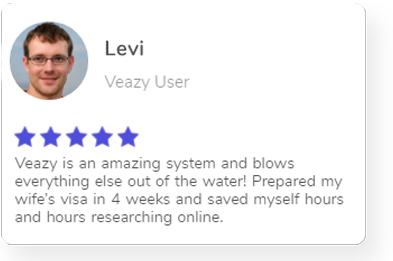 Levi
Veazy User
Veazy is an amazing system and blows
everything else out of the water! Prepared my
wife's visa in 4 weeks and saved myself hours
and hours researching online.